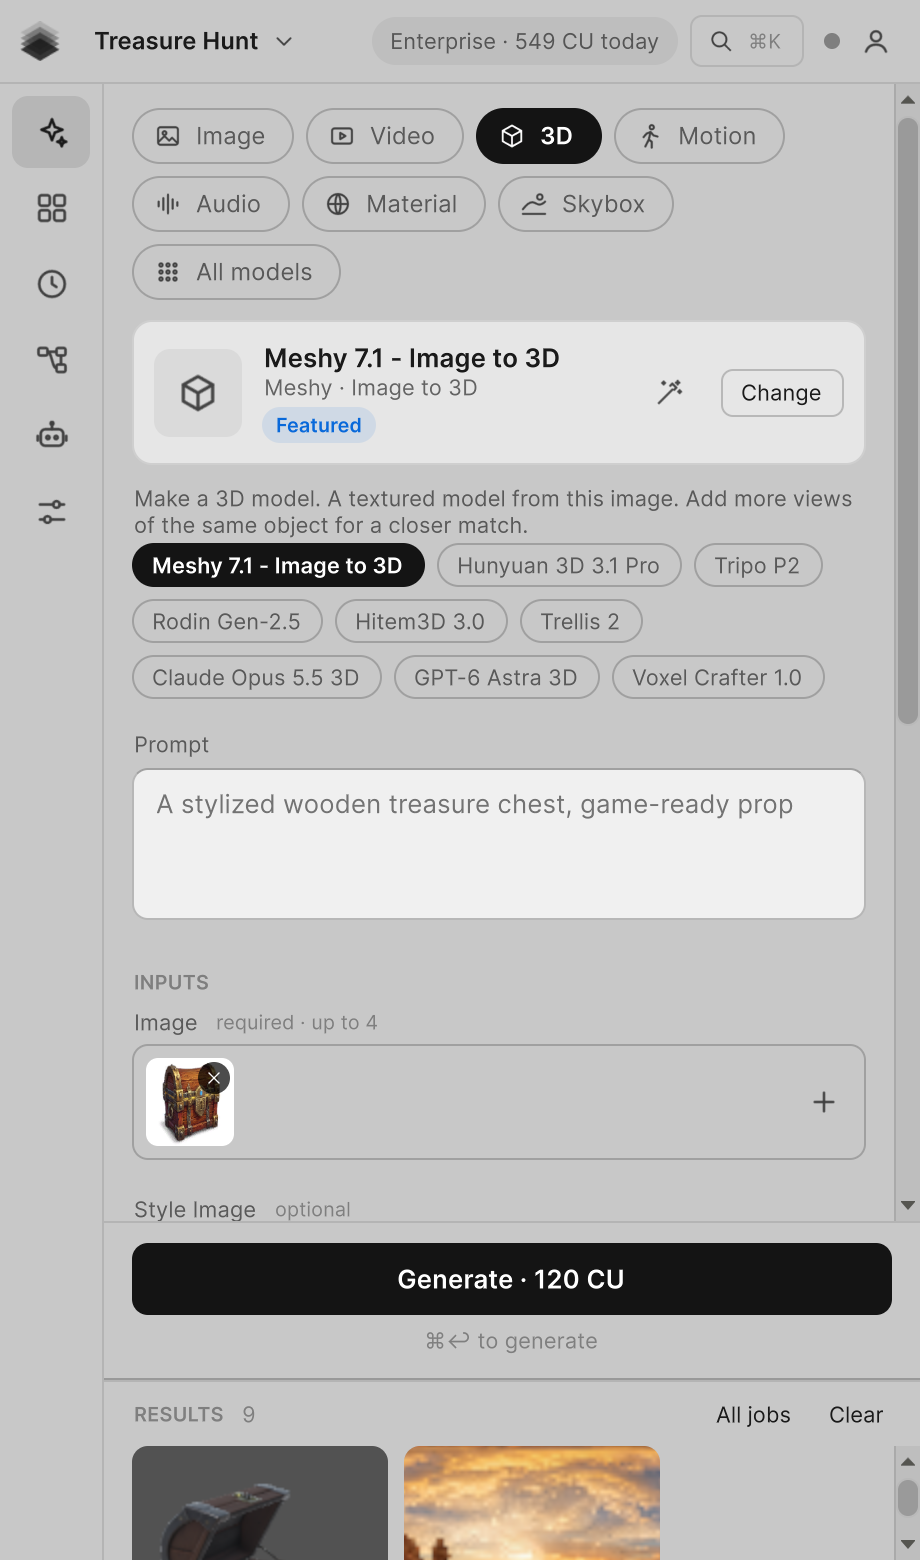 Treasure Hunt
Enterprise · 549 CU today
⌘K
Image
Video
3D
Motion
Audio
Material
Skybox
All models
Meshy 7.1 - Image to 3D
Meshy · Image to 3D
Featured
Change
Make a 3D model. A textured model from this image. Add more views
of the same object for a closer match.
Meshy 7.1 - Image to 3D
Hunyuan 3D 3.1 Pro
Tripo P2
Rodin Gen-2.5
Hitem3D 3.0
Trellis 2
Claude Opus 5.5 3D
GPT-6 Astra 3D
Voxel Crafter 1.0
Prompt
A stylized wooden treasure chest, game-ready prop
INPUTS
Image required · up to 4
Style Image optional
Generate · 120 CU
⌘↩ to generate
RESULTS 9
All jobs
Clear